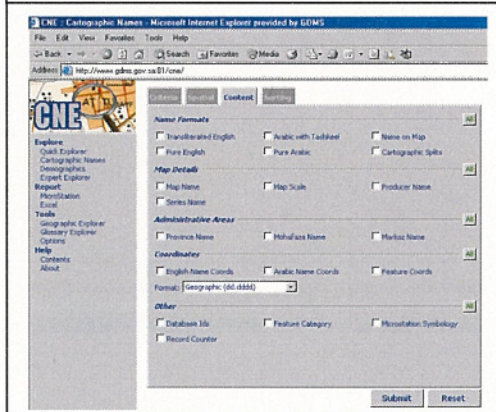 CNE : Cartographic Names - Microsoft Internet Explorer provided by GDMS
File Edit View Favorites Tools Help
Back Search Favorites Media
Address http://www.gdms.gov.sa:81/cne/
CNE
Criteria Spatial Content Sorting
Explore
Quick Explorer
Cartographic Names
Demographics
Expert Explorer
Report
MicroStation
Excel
Tools
Geographic Explorer
Glossary Explorer
Options
Help
Contents
About
Name Formats All
Transliterated English Arabic with Tashkeel Name on Map
Pure English Pure Arabic Cartographic Splits
Map Details All
Map Name Map Scale Producer Name
Series Name
Administrative Areas All
Province Name Mohafaza Name Markaz Name
Coordinates All
English Name Coords Arabic Name Coords Feature Coords
Format: Geographic (dd.dddd)
Other All
Database Ids Feature Category Microstation Symbology
Record Counter
Submit Reset